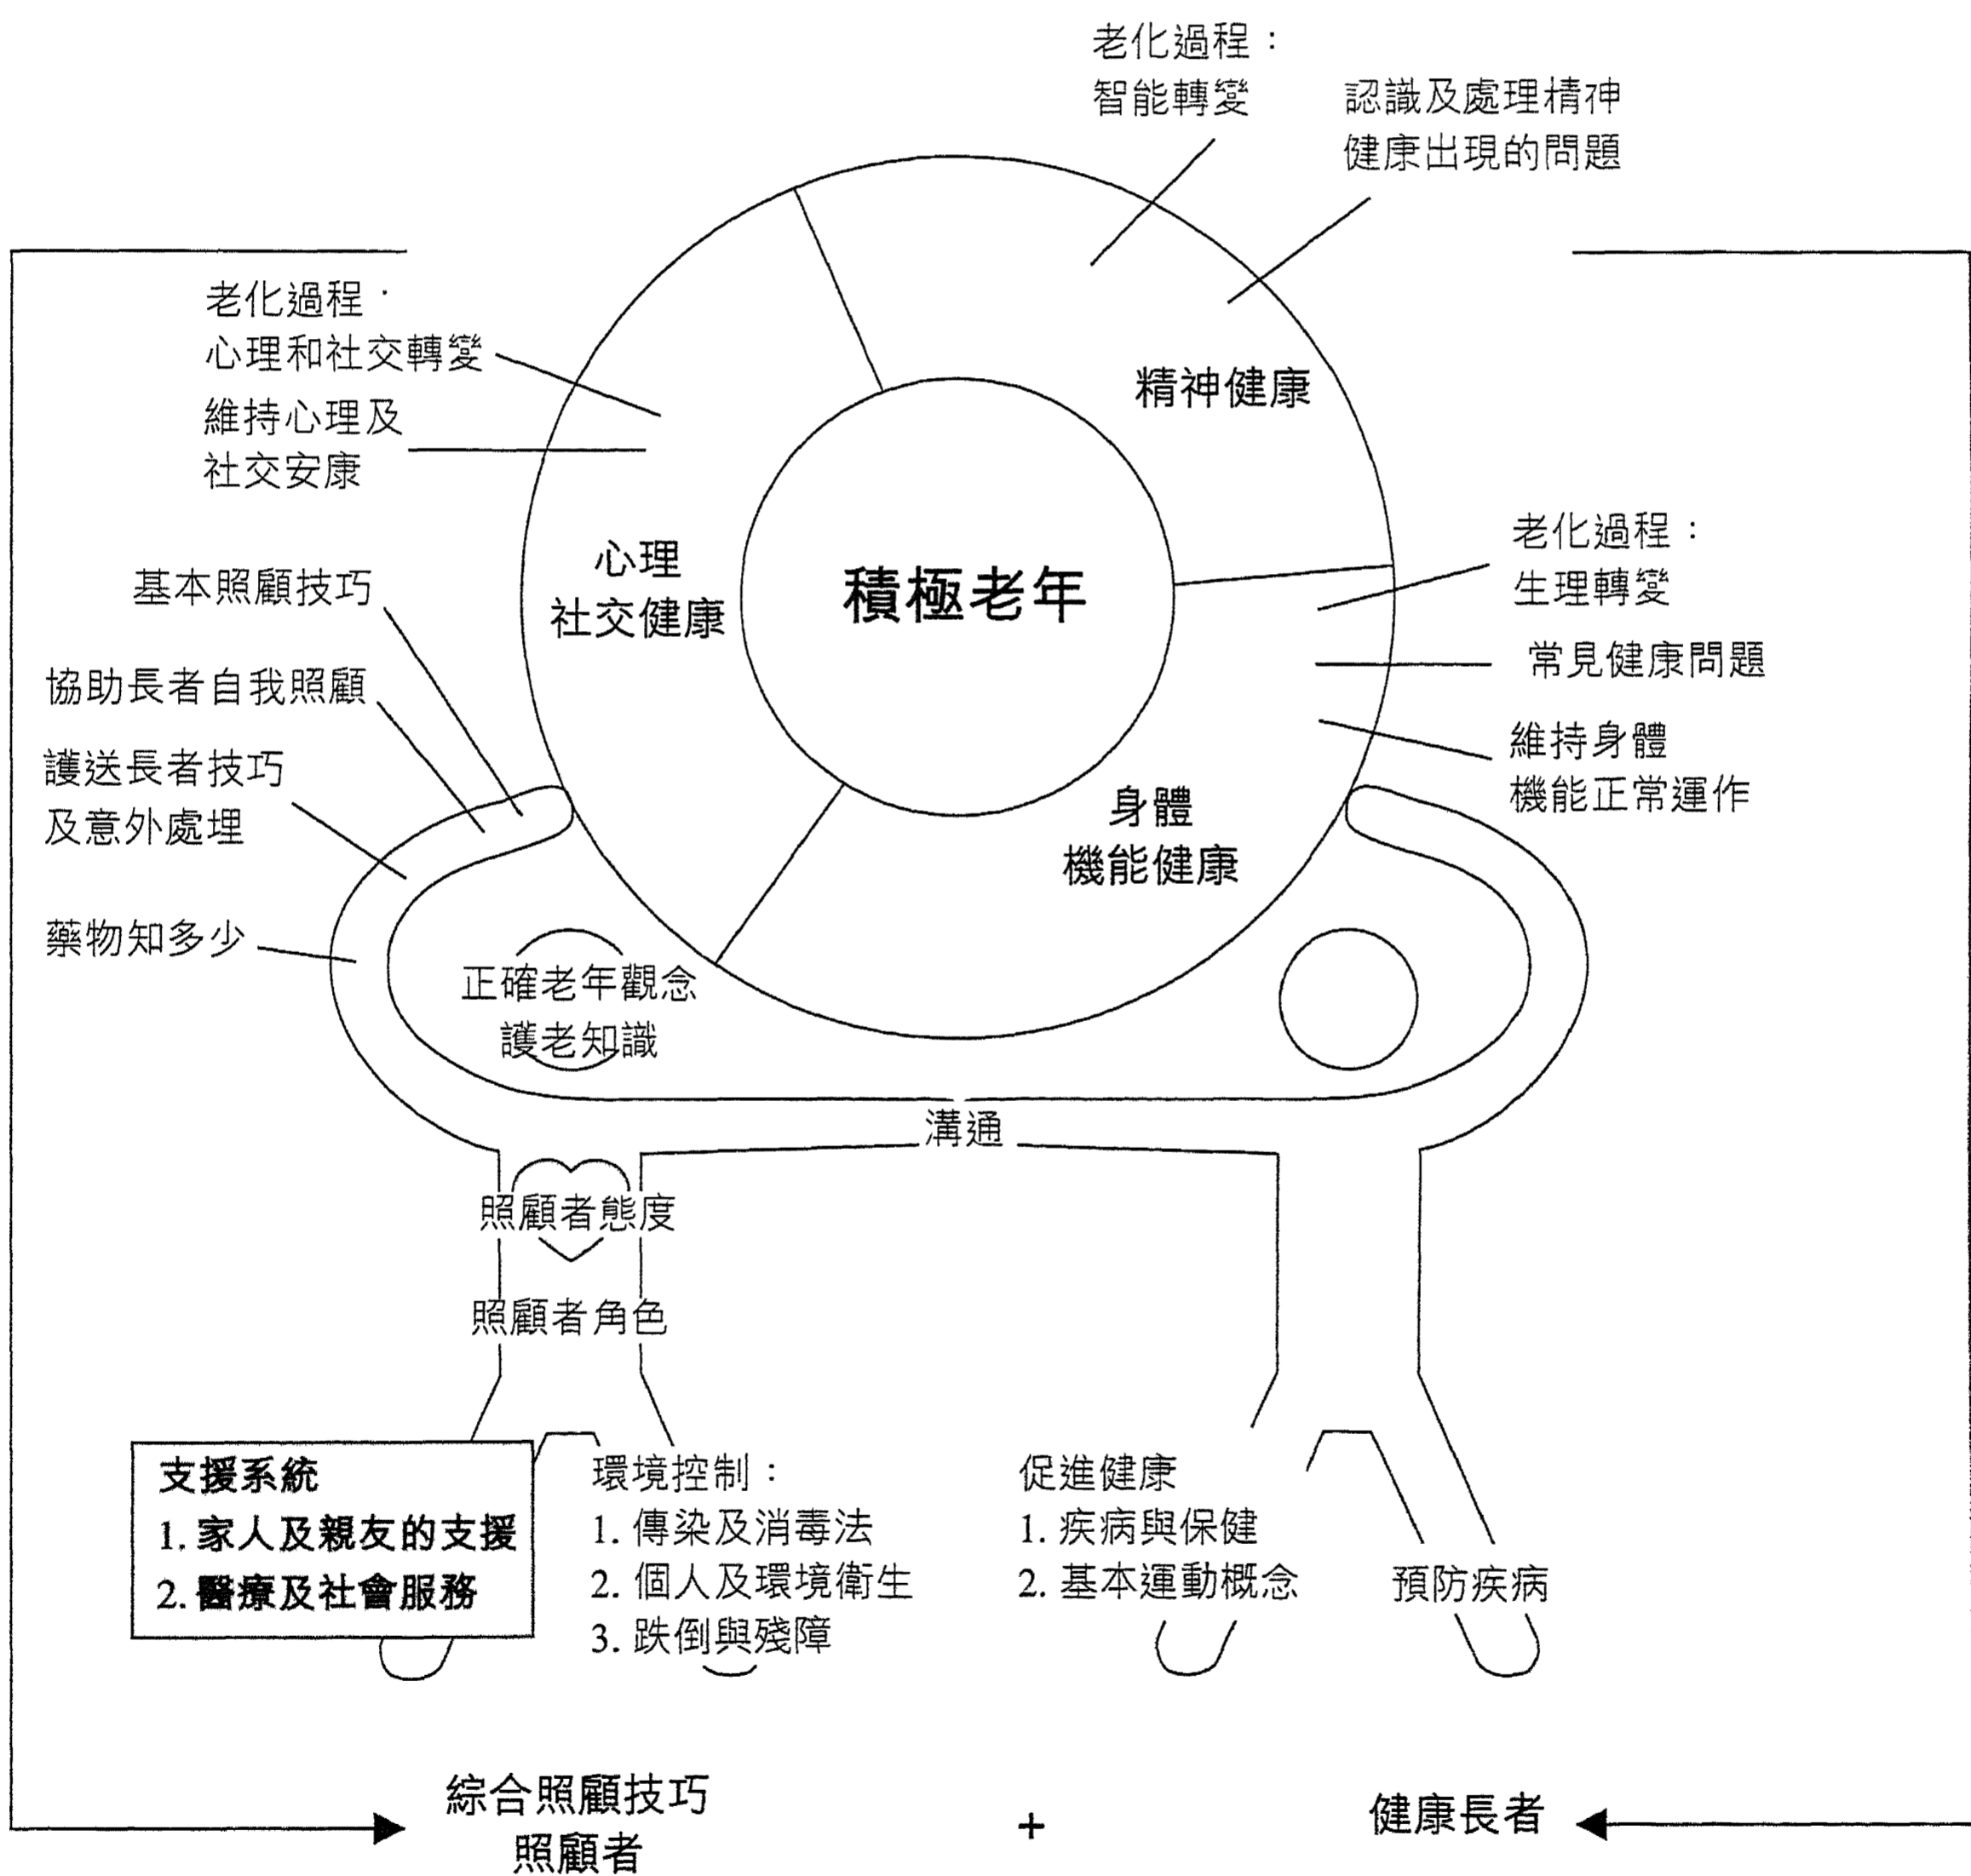 老化過程：
智能轉變
認識及處理精神
健康出現的問題
老化過程：
心理和社交轉變
維持心理及
社交安康
精神健康
心理
社交健康
積極老年
老化過程：
生理轉變
常見健康問題
維持身體
機能正常運作
身體
機能健康
基本照顧技巧
協助長者自我照顧
護送長者技巧
及意外處埋
藥物知多少
正確老年觀念
護老知識
溝通
照顧者態度
照顧者角色
支援系統
1. 家人及親友的支援
2. 醫療及社會服務
環境控制：
1. 傳染及消毒法
2. 個人及環境衛生
3. 跌倒與殘障
促進健康
1. 疾病與保健
2. 基本運動概念
預防疾病
綜合照顧技巧
照顧者
+
健康長者